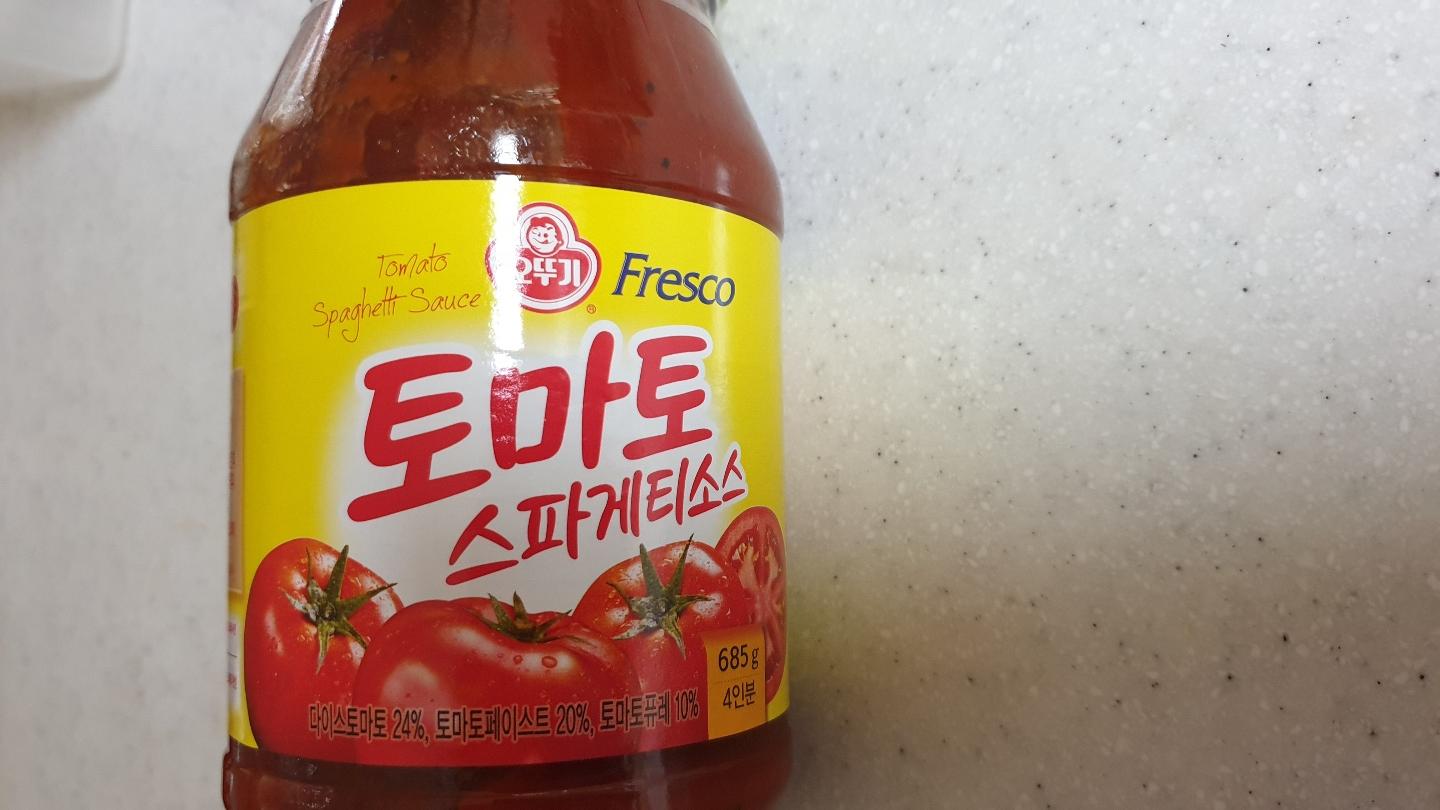 Tomato
Spaghetti Sauce
오뚜기
Fresco
토마토
스파게티소스
685g
4인분
다이스토마토 24%, 토마토페이스트 20%, 토마토퓨레 10%